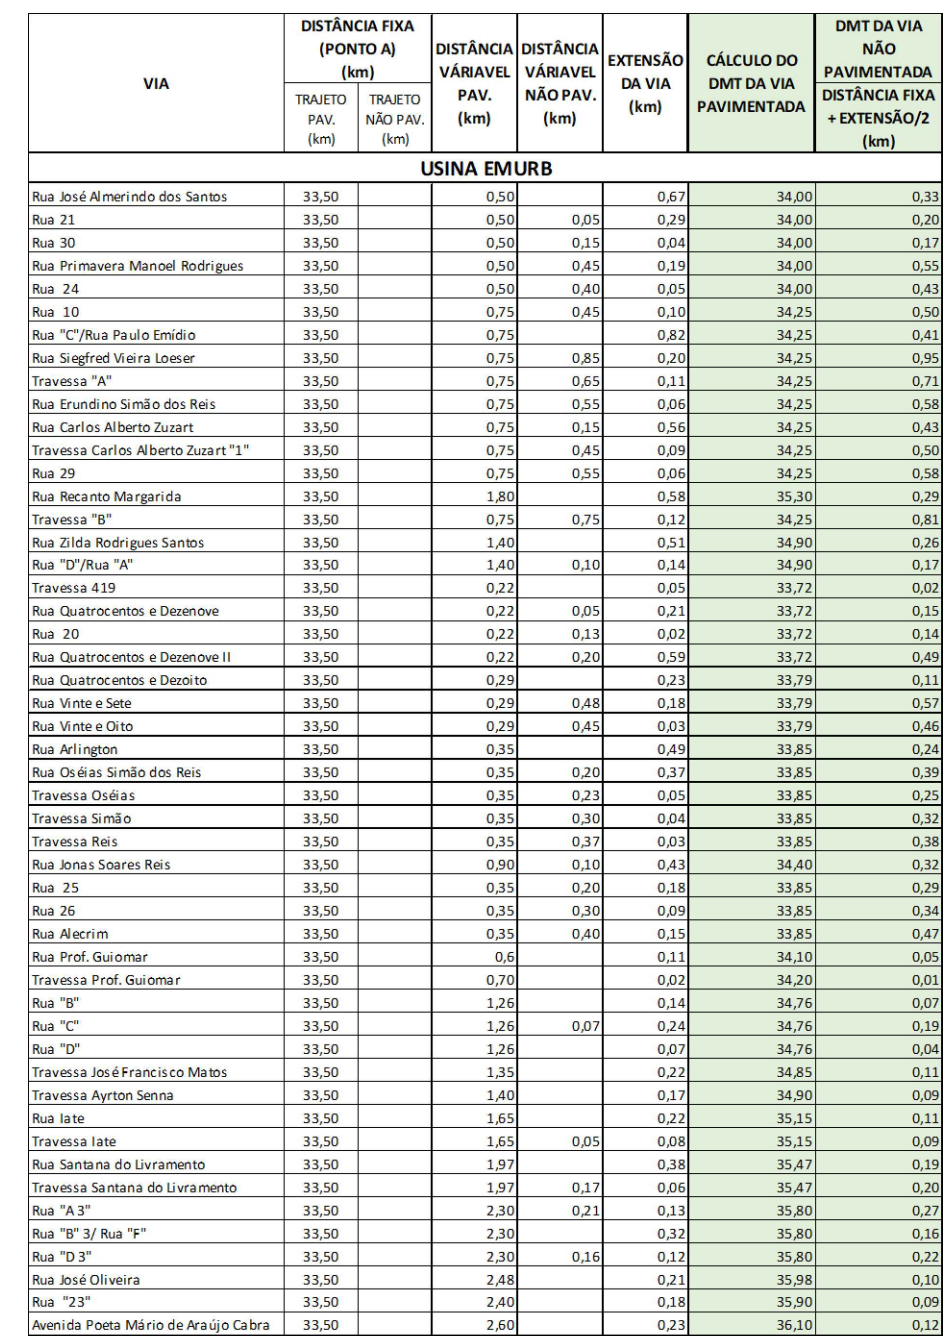 VIA
DISTÂNCIA FIXA
(PONTO A)
(km)
TRAJETO
PAV.
(km)
TRAJETO
NÃO PAV.
(km)
DISTÂNCIA
VÁRIAVEL
PAV.
(km)
DISTÂNCIA
VÁRIAVEL
NÃO PAV.
(km)
EXTENSÃO
DA VIA
(km)
CÁLCULO DO
DMT DA VIA
PAVIMENTADA
DMT DA VIA
NÃO
PAVIMENTADA
DISTÂNCIA FIXA
+ EXTENSÃO/2
(km)
USINA EMURB
Rua José Almerindo dos Santos 33,50 0,50 0,67 34,00 0,33
Rua 21 33,50 0,50 0,05 0,29 34,00 0,20
Rua 30 33,50 0,50 0,15 0,04 34,00 0,17
Rua Primavera Manoel Rodrigues 33,50 0,50 0,45 0,19 34,00 0,55
Rua 24 33,50 0,50 0,40 0,05 34,00 0,43
Rua 10 33,50 0,75 0,45 0,10 34,25 0,50
Rua "C"/Rua Paulo Emídio 33,50 0,75 0,82 34,25 0,41
Rua Siegfred Vieira Loeser 33,50 0,75 0,85 0,20 34,25 0,95
Travessa "A" 33,50 0,75 0,65 0,11 34,25 0,71
Rua Erundino Simão dos Reis 33,50 0,75 0,55 0,06 34,25 0,58
Rua Carlos Alberto Zuzart 33,50 0,75 0,15 0,56 34,25 0,43
Travessa Carlos Alberto Zuzart "1" 33,50 0,75 0,45 0,09 34,25 0,50
Rua 29 33,50 0,75 0,55 0,06 34,25 0,58
Rua Recanto Margarida 33,50 1,80 0,58 35,30 0,29
Travessa "B" 33,50 0,75 0,75 0,12 34,25 0,81
Rua Zilda Rodrigues Santos 33,50 1,40 0,51 34,90 0,26
Rua "D"/Rua "A" 33,50 1,40 0,10 0,14 34,90 0,17
Travessa 419 33,50 0,22 0,05 33,72 0,02
Rua Quatrocentos e Dezenove 33,50 0,22 0,05 0,21 33,72 0,15
Rua 20 33,50 0,22 0,13 0,02 33,72 0,14
Rua Quatrocentos e Dezenove II 33,50 0,22 0,20 0,59 33,72 0,49
Rua Quatrocentos e Dezoito 33,50 0,29 0,23 33,79 0,11
Rua Vinte e Sete 33,50 0,29 0,48 0,18 33,79 0,57
Rua Vinte e Oito 33,50 0,29 0,45 0,03 33,79 0,46
Rua Arlington 33,50 0,35 0,49 33,85 0,24
Rua Oséias Simão dos Reis 33,50 0,35 0,20 0,37 33,85 0,39
Travessa Oséias 33,50 0,35 0,23 0,05 33,85 0,25
Travessa Simão 33,50 0,35 0,30 0,04 33,85 0,32
Travessa Reis 33,50 0,35 0,37 0,03 33,85 0,38
Rua Jonas Soares Reis 33,50 0,90 0,10 0,43 34,40 0,32
Rua 25 33,50 0,35 0,20 0,18 33,85 0,29
Rua 26 33,50 0,35 0,30 0,09 33,85 0,34
Rua Alecrim 33,50 0,35 0,40 0,15 33,85 0,47
Rua Prof. Guiomar 33,50 0,6 0,11 34,10 0,05
Travessa Prof. Guiomar 33,50 0,70 0,02 34,20 0,01
Rua "B" 33,50 1,26 0,14 34,76 0,07
Rua "C" 33,50 1,26 0,07 0,24 34,76 0,19
Rua "D" 33,50 1,26 0,07 34,76 0,04
Travessa José Francisco Matos 33,50 1,35 0,22 34,85 0,11
Travessa Ayrton Senna 33,50 1,40 0,17 34,90 0,09
Rua Iate 33,50 1,65 0,22 35,15 0,11
Travessa Iate 33,50 1,65 0,05 0,08 35,15 0,09
Rua Santana do Livramento 33,50 1,97 0,38 35,47 0,19
Travessa Santana do Livramento 33,50 1,97 0,17 0,06 35,47 0,20
Rua "A 3" 33,50 2,30 0,21 0,13 35,80 0,27
Rua "B" 3/ Rua "F" 33,50 2,30 0,32 35,80 0,16
Rua "D 3" 33,50 2,30 0,16 0,12 35,80 0,22
Rua José Oliveira 33,50 2,48 0,21 35,98 0,10
Rua "23" 33,50 2,40 0,18 35,90 0,09
Avenida Poeta Mário de Araújo Cabra 33,50 2,60 0,23 36,10 0,12